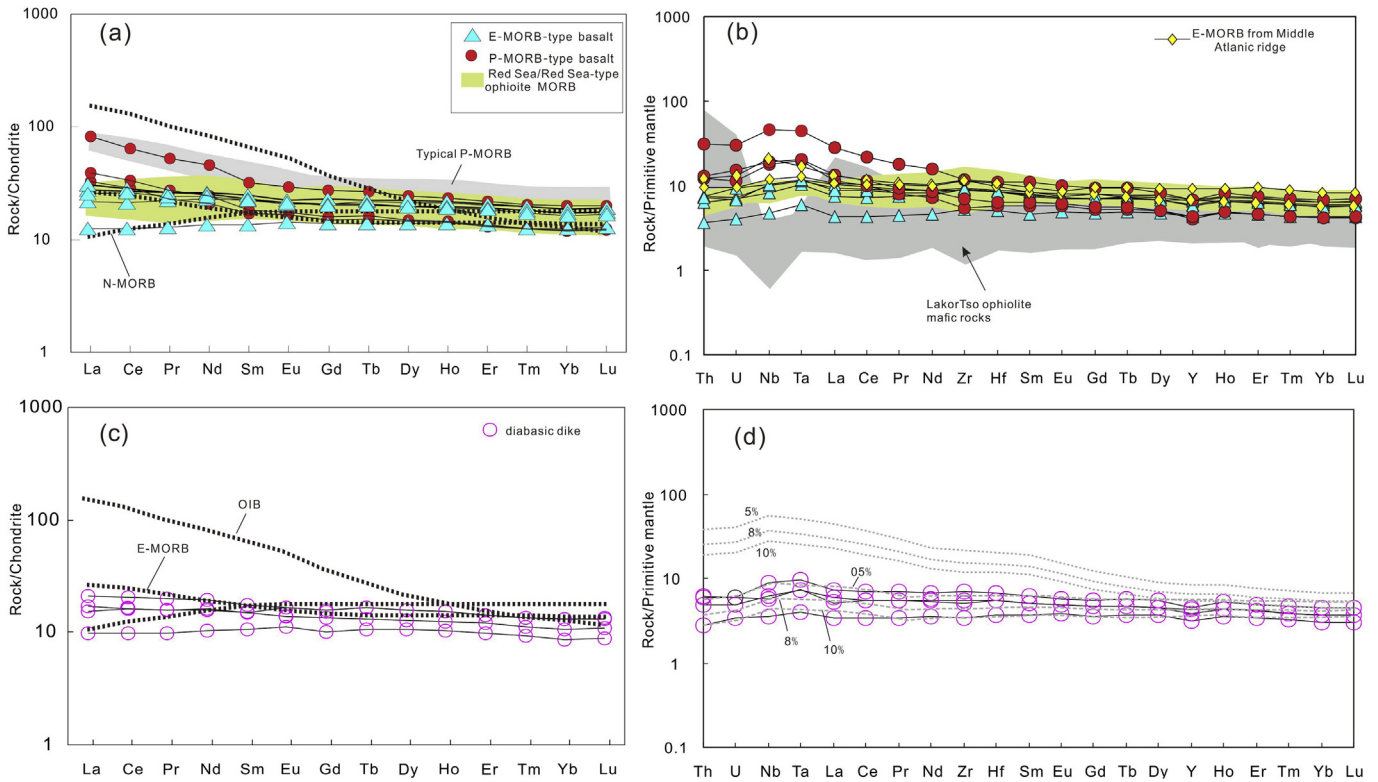 (a)
1000
100
10
1
Rock/Chondrite
E-MORB-type basalt
P-MORB-type basalt
Red Sea/Red Sea-type
ophioite MORB
Typical P-MORB
N-MORB
La Ce Pr Nd Sm Eu Gd Tb Dy Ho Er Tm Yb Lu
(b)
1000
100
10
1
0.1
Rock/Primitive mantle
E-MORB from Middle
Atlanic ridge
LakorTso ophiolite
mafic rocks
Th U Nb Ta La Ce Pr Nd Zr Hf Sm Eu Gd Tb Dy Y Ho Er Tm Yb Lu
(c)
1000
100
10
1
Rock/Chondrite
diabasic dike
OIB
E-MORB
La Ce Pr Nd Sm Eu Gd Tb Dy Ho Er Tm Yb Lu
(d)
1000
100
10
1
0.1
Rock/Primitive mantle
5%
8%
10%
05%
8%
10%
Th U Nb Ta La Ce Pr Nd Zr Hf Sm Eu Gd Tb Dy Y Ho Er Tm Yb Lu